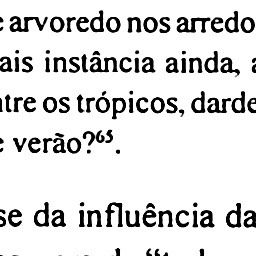 e arvoredo nos arredo
ais instância ainda, a
tre os trópicos, darde
e verão?⁶⁵.
se da influência da